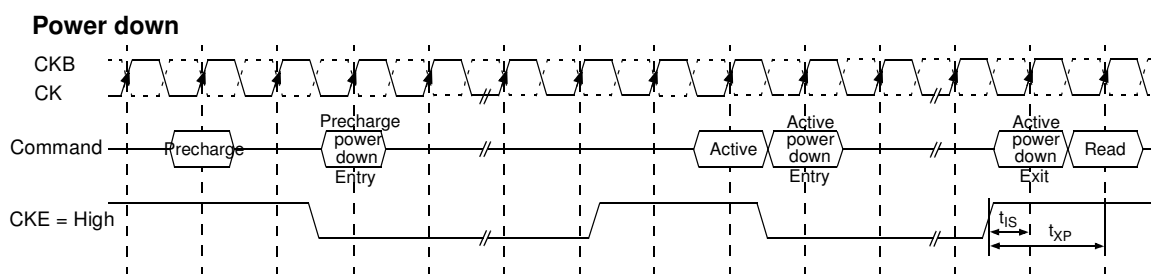 Power down
CKB
CK
Command
Precharge
Precharge
power
down
Entry
Active
Active
power
down
Entry
Active
power
down
Exit
Read
CKE = High
tIS
tXP